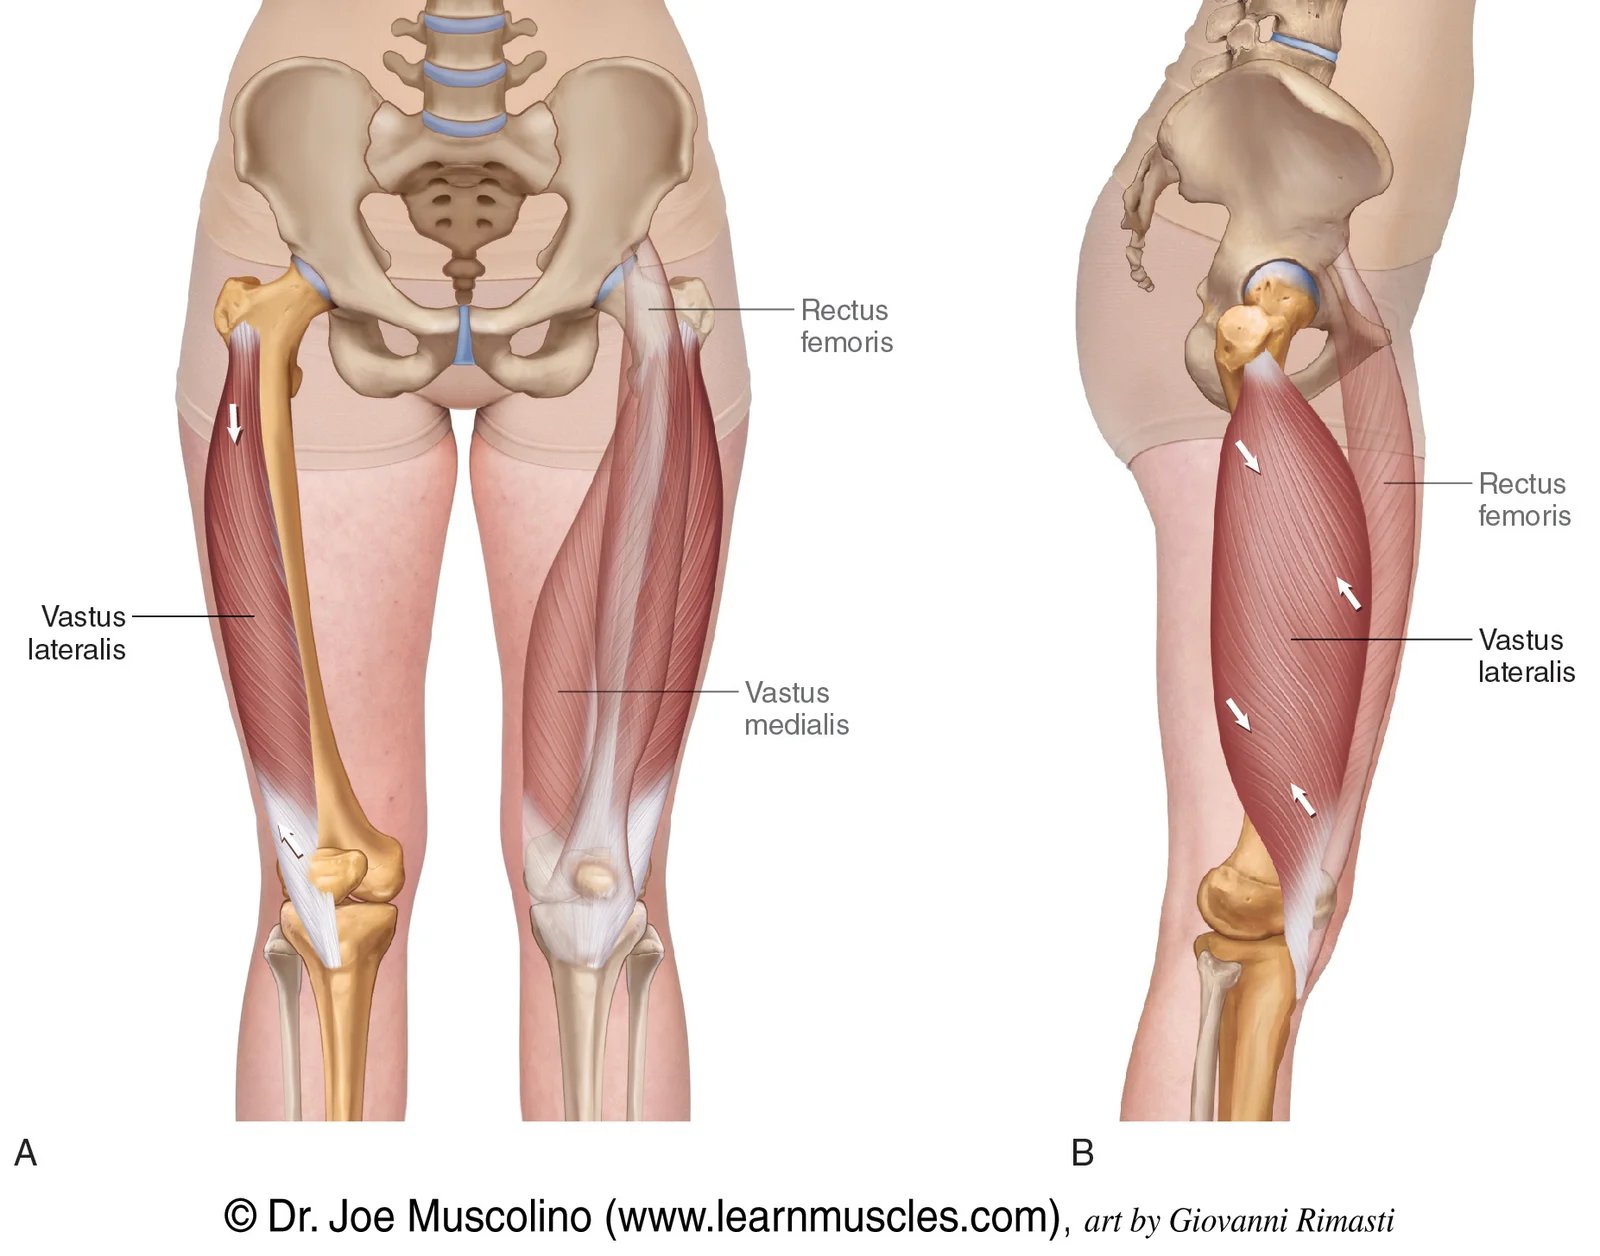 Rectus
femoris
Vastus
lateralis
Vastus
medialis
Rectus
femoris
Vastus
lateralis
A
B
© Dr. Joe Muscolino (www.learnmuscles.com), art by Giovanni Rimasti